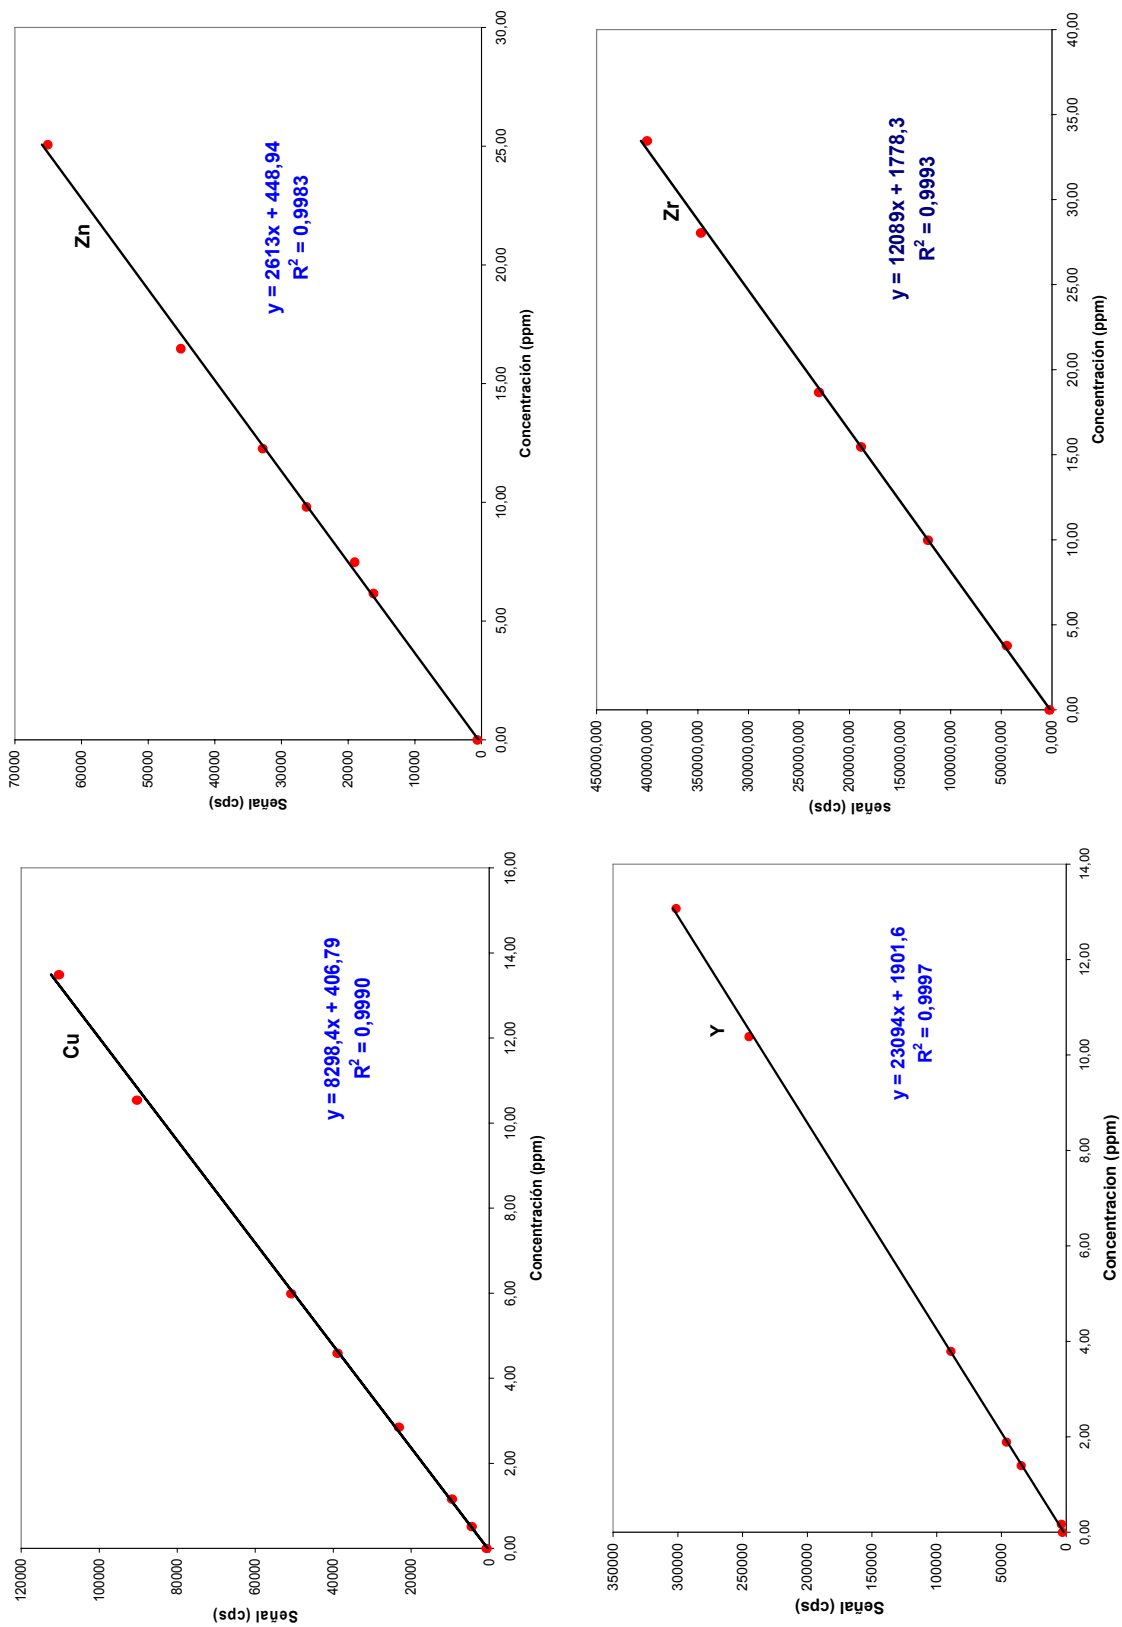 120000
100000
80000
60000
40000
20000
0
Señal (cps)
Cu
y = 8298,4x + 406,79
R² = 0,9990
0,00 2,00 4,00 6,00 8,00 10,00 12,00 14,00 16,00
Concentración (ppm)
70000
60000
50000
40000
30000
20000
10000
0
Señal (cps)
Zn
y = 2613x + 448,94
R² = 0,9983
0,00 5,00 10,00 15,00 20,00 25,00 30,00
Concentración (ppm)
350000
300000
250000
200000
150000
100000
50000
0
Señal (cps)
Y
y = 23094x + 1901,6
R² = 0,9997
0,00 2,00 4,00 6,00 8,00 10,00 12,00 14,00
Concentracion (ppm)
450000,000
400000,000
350000,000
300000,000
250000,000
200000,000
150000,000
100000,000
50000,000
0,000
señal (cps)
Zr
y = 12089x + 1778,3
R² = 0,9993
0,00 5,00 10,00 15,00 20,00 25,00 30,00 35,00 40,00
Concentración (ppm)